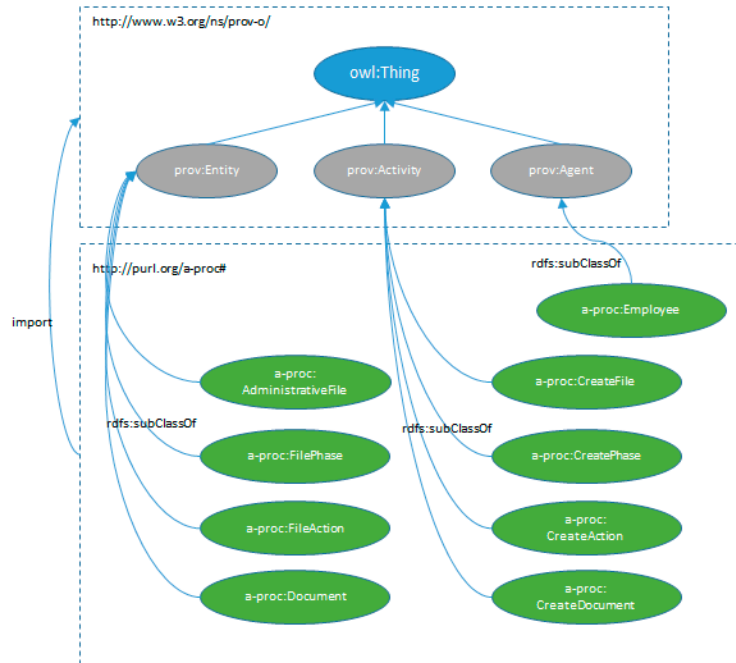 http://www.w3.org/ns/prov-o/
owl:Thing
prov:Entity
prov:Activity
prov:Agent
http://purl.org/a-proc#
rdfs:subClassOf
a-proc:Employee
import
a-proc:
AdministrativeFile
a-proc:CreateFile
rdfs:subClassOf
rdfs:subClassOf
a-proc:FilePhase
a-proc:CreatePhase
a-proc:FileAction
a-proc:
CreateAction
a-proc:Document
a-proc:
CreateDocument